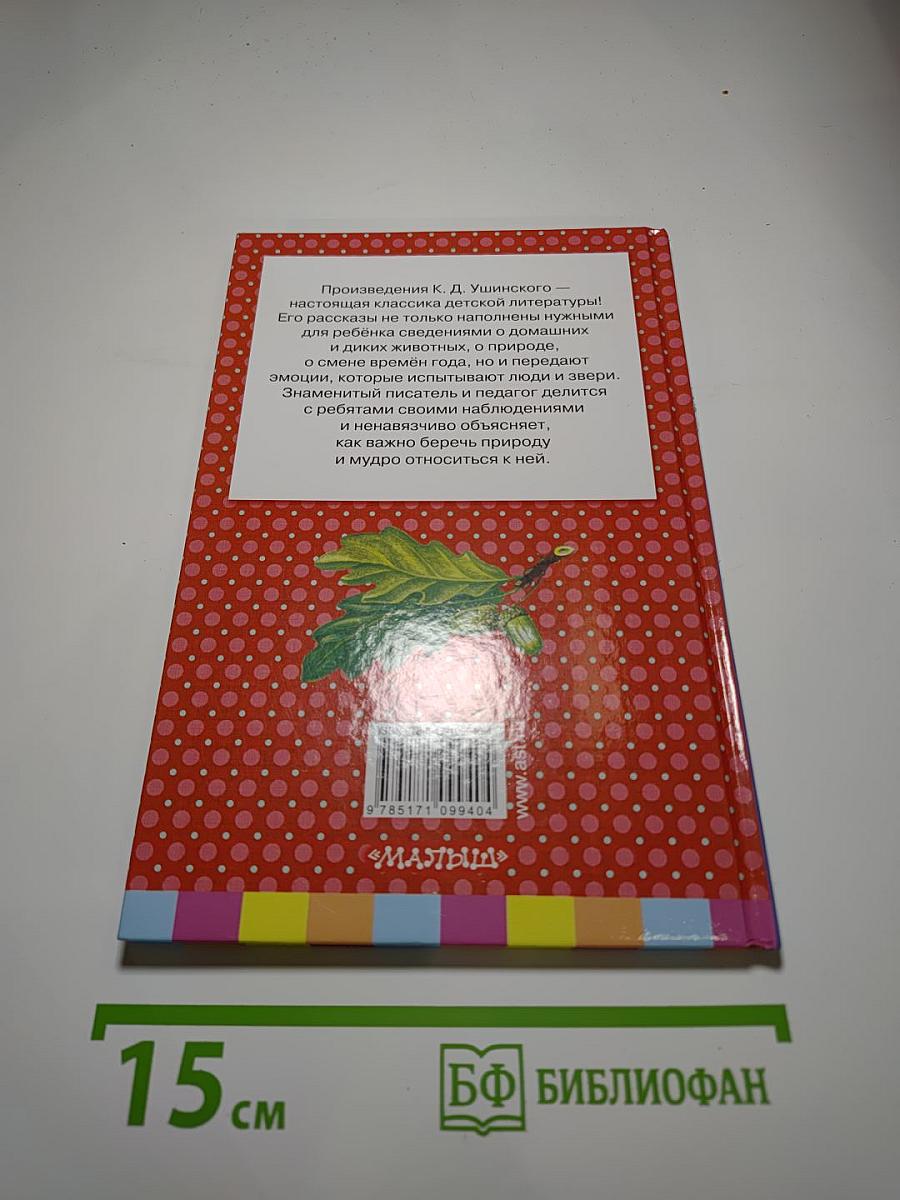 Произведения К. Д. Ушинского —
настоящая классика детской литературы!
Его рассказы не только наполнены нужными
для ребёнка сведениями о домашних
и диких животных, о природе,
о смене времён года, но и передают
эмоции, которые испытывают люди и звери.
Знаменитый писатель и педагог делится
с ребятами своими наблюдениями
и ненавязчиво объясняет,
как важно беречь природу
и мудро относиться к ней.
9 785171 099404
«МАЛЫШ»
15 см
БФ БИБЛИОФАН